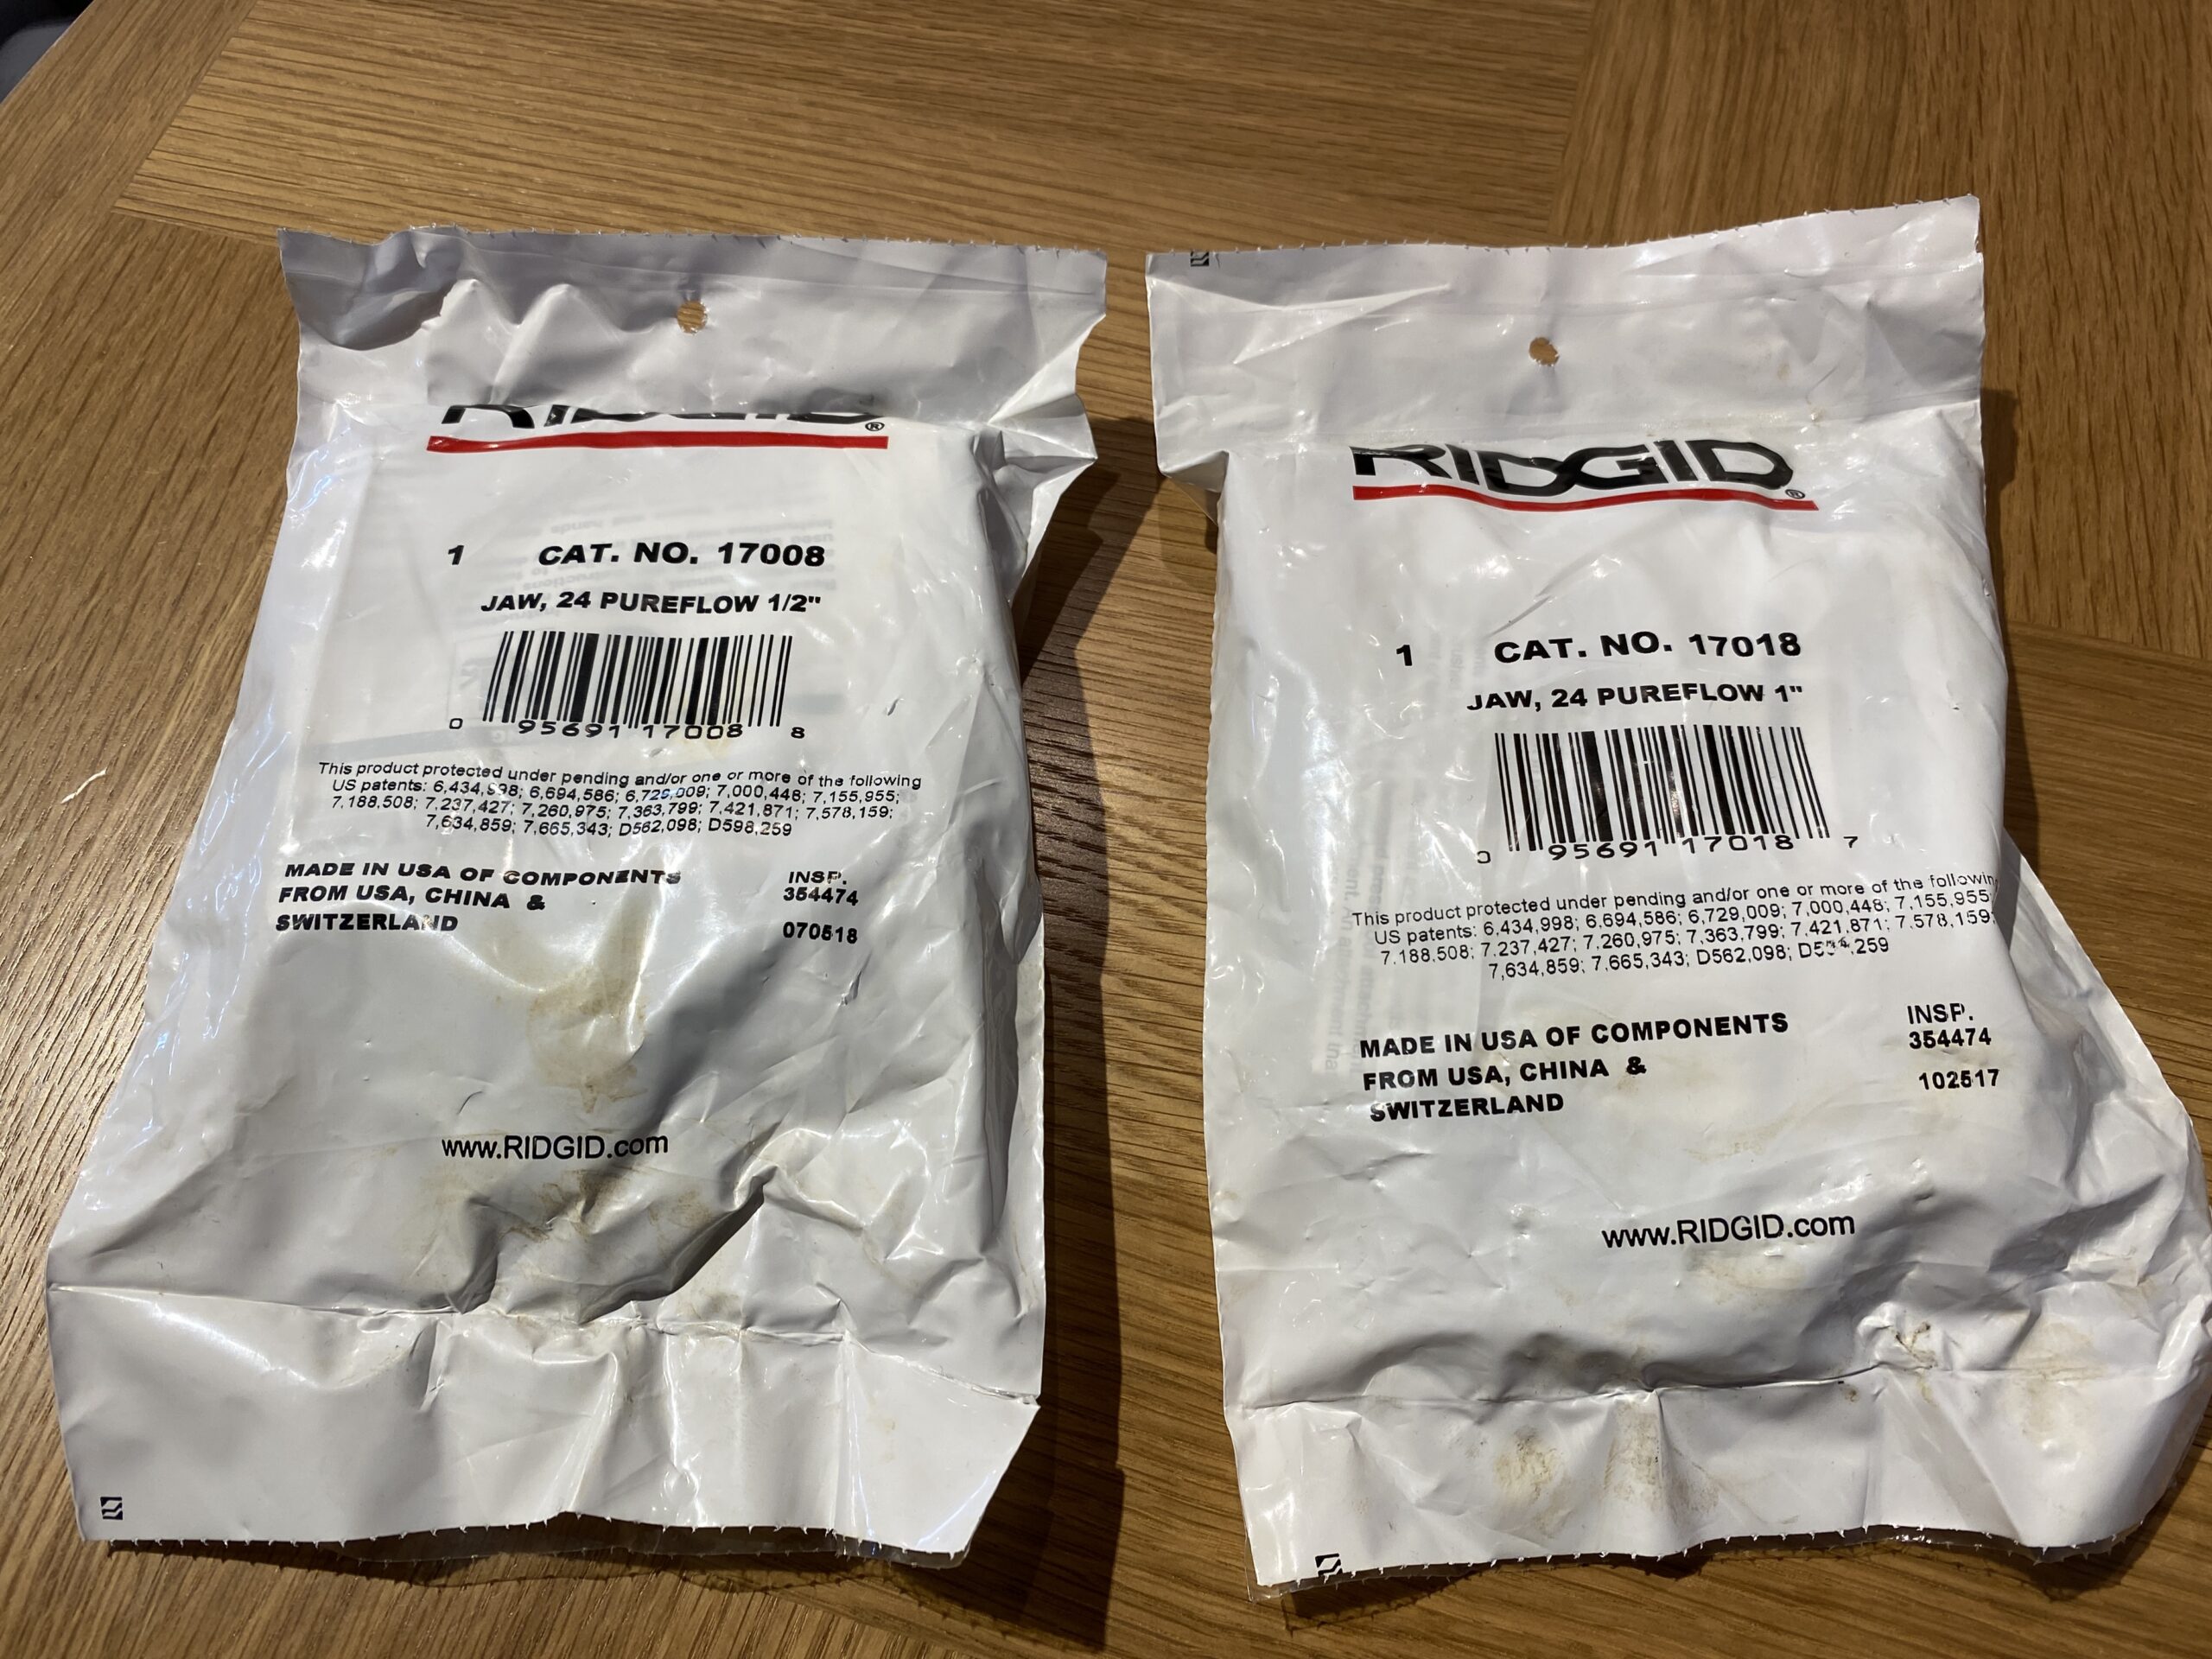 RIDGID®
1 CAT. NO. 17008
JAW, 24 PUREFLOW 1/2"
0 95691 17008 8
This product protected under pending and/or one or more of the following
US patents: 6,434,998; 6,694,586; 6,729,009; 7,000,448; 7,155,955;
7,188,508; 7,237,427; 7,260,975; 7,363,799; 7,421,871; 7,578,159;
7,634,859; 7,665,343; D562,098; D598,259
MADE IN USA OF COMPONENTS
FROM USA, CHINA &
SWITZERLAND
INSP.
354474
070518
www.RIDGID.com
RIDGID®
1 CAT. NO. 17018
JAW, 24 PUREFLOW 1"
0 95691 17018 7
This product protected under pending and/or one or more of the followin
US patents: 6,434,998; 6,694,586; 6,729,009; 7,000,448; 7,155,955;
7,188,508; 7,237,427; 7,260,975; 7,363,799; 7,421,871; 7,578,159;
7,634,859; 7,665,343; D562,098;
MADE IN USA OF COMPONENTS
FROM USA, CHINA &
SWITZERLAND
INSP.
354474
102517
www.RIDGID.com